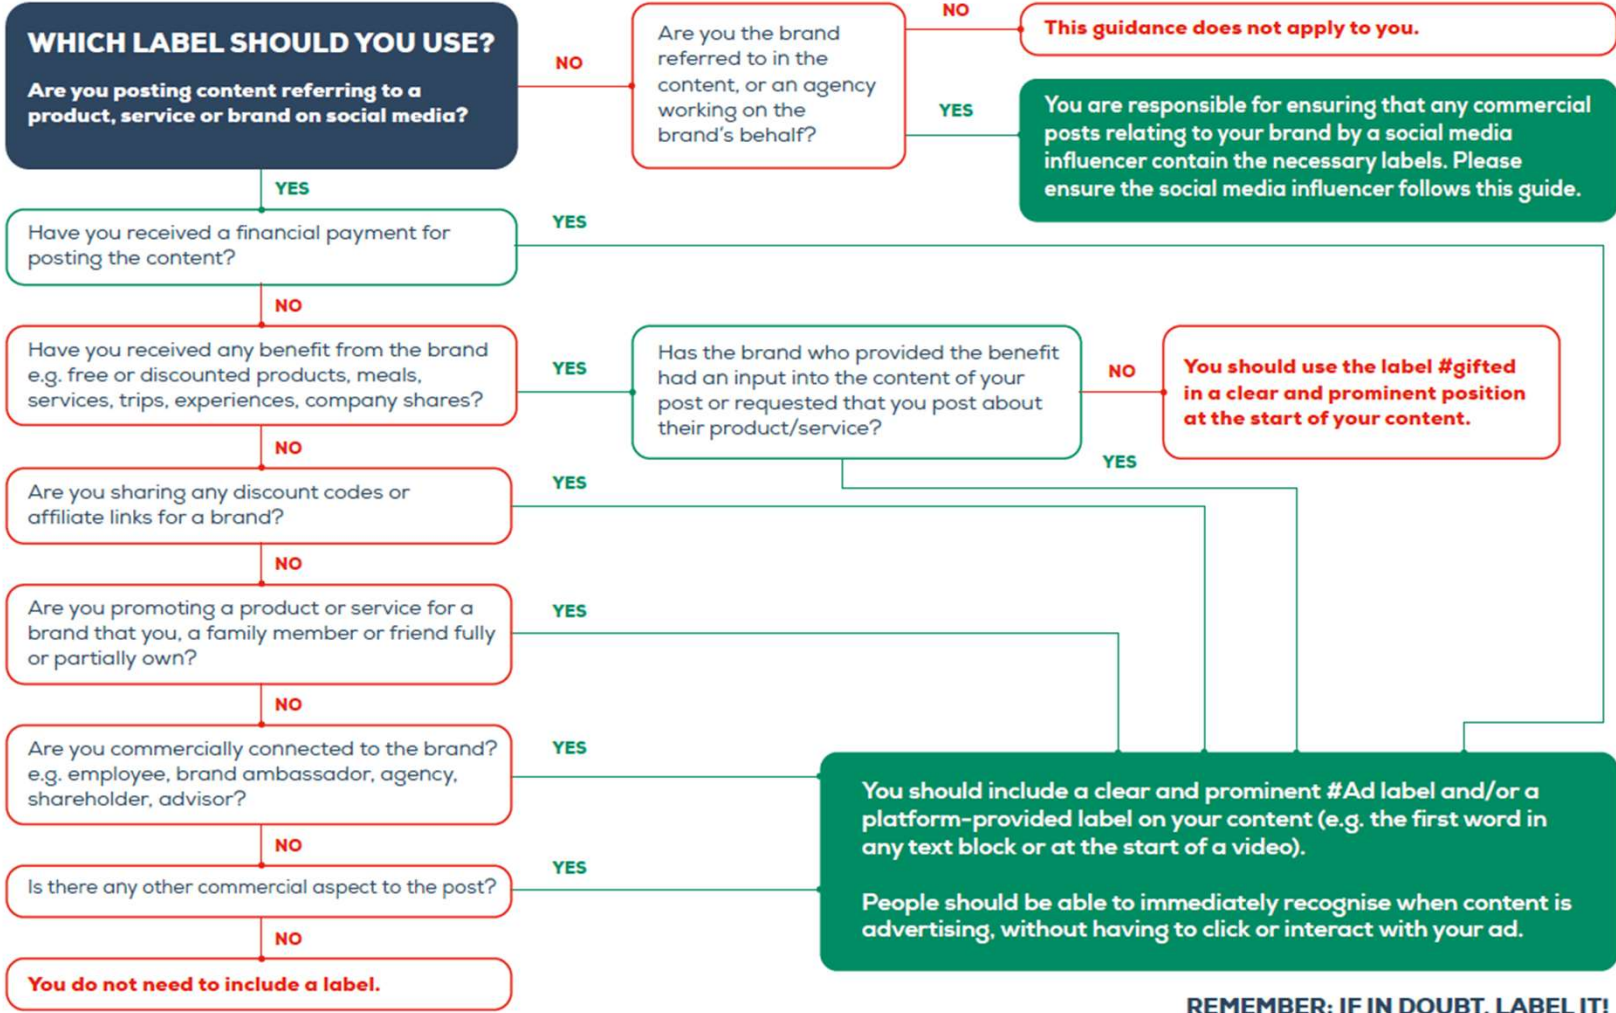 WHICH LABEL SHOULD YOU USE?
Are you posting content referring to a
product, service or brand on social media?
NO
Are you the brand
referred to in the
content, or an agency
working on the
brand's behalf?
NO
This guidance does not apply to you.
YES
You are responsible for ensuring that any commercial
posts relating to your brand by a social media
influencer contain the necessary labels. Please
ensure the social media influencer follows this guide.
YES
Have you received a financial payment for
posting the content?
YES
NO
Have you received any benefit from the brand
e.g. free or discounted products, meals,
services, trips, experiences, company shares?
YES
Has the brand who provided the benefit
had an input into the content of your
post or requested that you post about
their product/service?
NO
You should use the label #gifted
in a clear and prominent position
at the start of your content.
YES
NO
Are you sharing any discount codes or
affiliate links for a brand?
YES
NO
Are you promoting a product or service for a
brand that you, a family member or friend fully
or partially own?
YES
NO
Are you commercially connected to the brand?
e.g. employee, brand ambassador, agency,
shareholder, advisor?
YES
NO
Is there any other commercial aspect to the post?
YES
NO
You do not need to include a label.
You should include a clear and prominent #Ad label and/or a
platform-provided label on your content (e.g. the first word in
any text block or at the start of a video).
People should be able to immediately recognise when content is
advertising, without having to click or interact with your ad.
REMEMBER: IF IN DOUBT, LABEL IT!